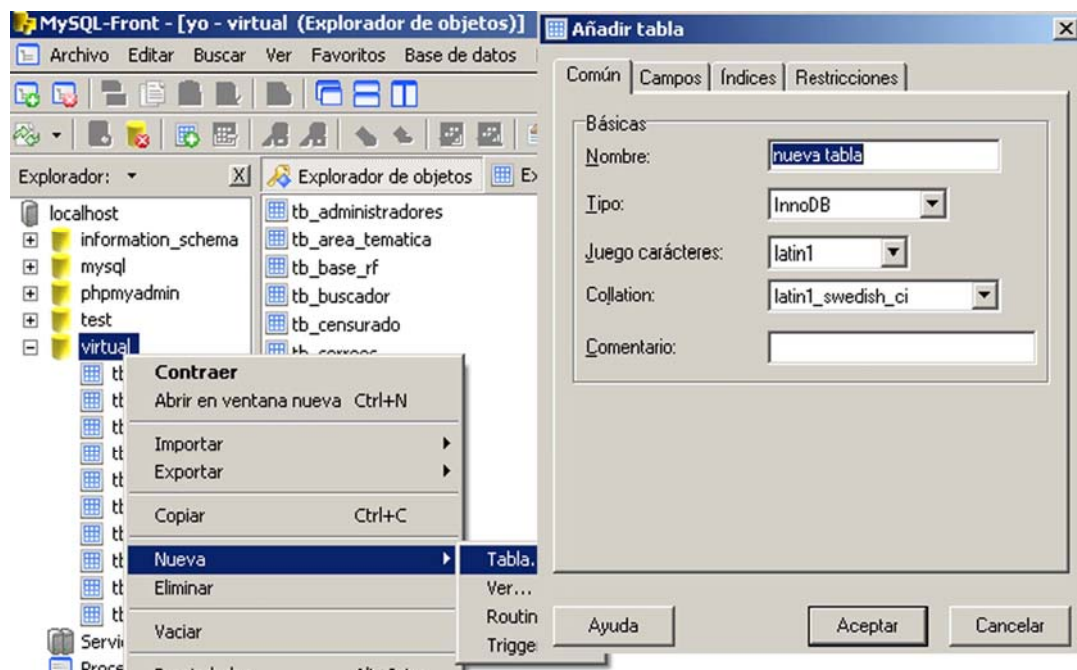 MySQL-Front - [yo - virtual (Explorador de objetos)]
Archivo Editar Buscar Ver Favoritos Base de datos
Explorador:
X
Explorador de objetos
localhost
information_schema
mysql
phpmyadmin
test
virtual
tb_administradores
tb_area_tematica
tb_base_rf
tb_buscador
tb_censurado
Contraer
Abrir en ventana nueva Ctrl+N
Importar
Exportar
Copiar Ctrl+C
Nueva
Eliminar
Vaciar
Tabla.
Ver...
Añadir tabla
Común Campos Índices Restricciones
Básicas
Nombre: nueva tabla
Tipo: InnoDB
Juego carácteres: latin1
Collation: latin1_swedish_ci
Comentario:
Ayuda Aceptar Cancelar